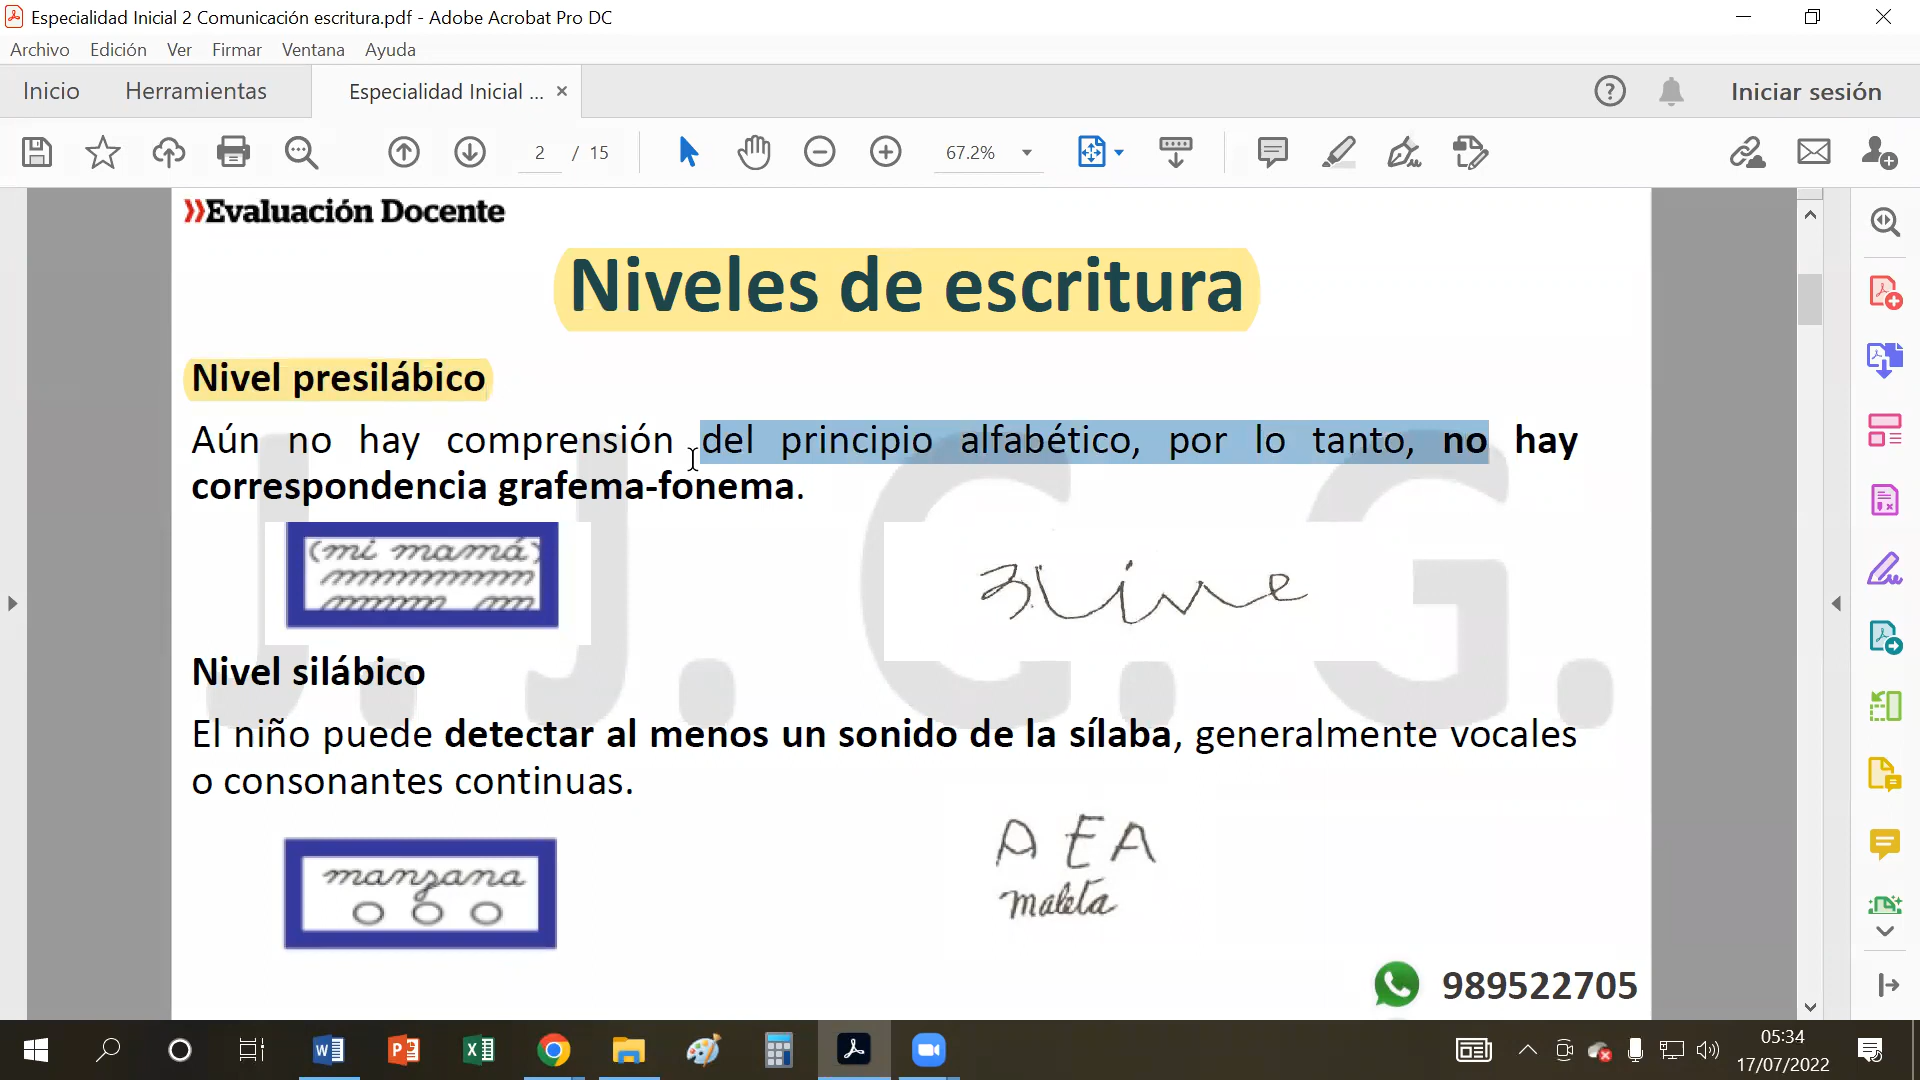 Especialidad Inicial 2 Comunicación escritura.pdf - Adobe Acrobat Pro DC
Archivo Edición Ver Firmar Ventana Ayuda
Inicio Herramientas Especialidad Inicial ... × Iniciar sesión
2 / 15 67.2%
Evaluación Docente
Niveles de escritura
Nivel presilábico
Aún no hay comprensión del principio alfabético, por lo tanto, no hay
correspondencia grafema-fonema.
(mi mamá)
Nivel silábico
El niño puede detectar al menos un sonido de la sílaba, generalmente vocales
o consonantes continuas.
manzana
O O O
A E A
maleta
989522705
J. J. C. G.
05:34
17/07/2022